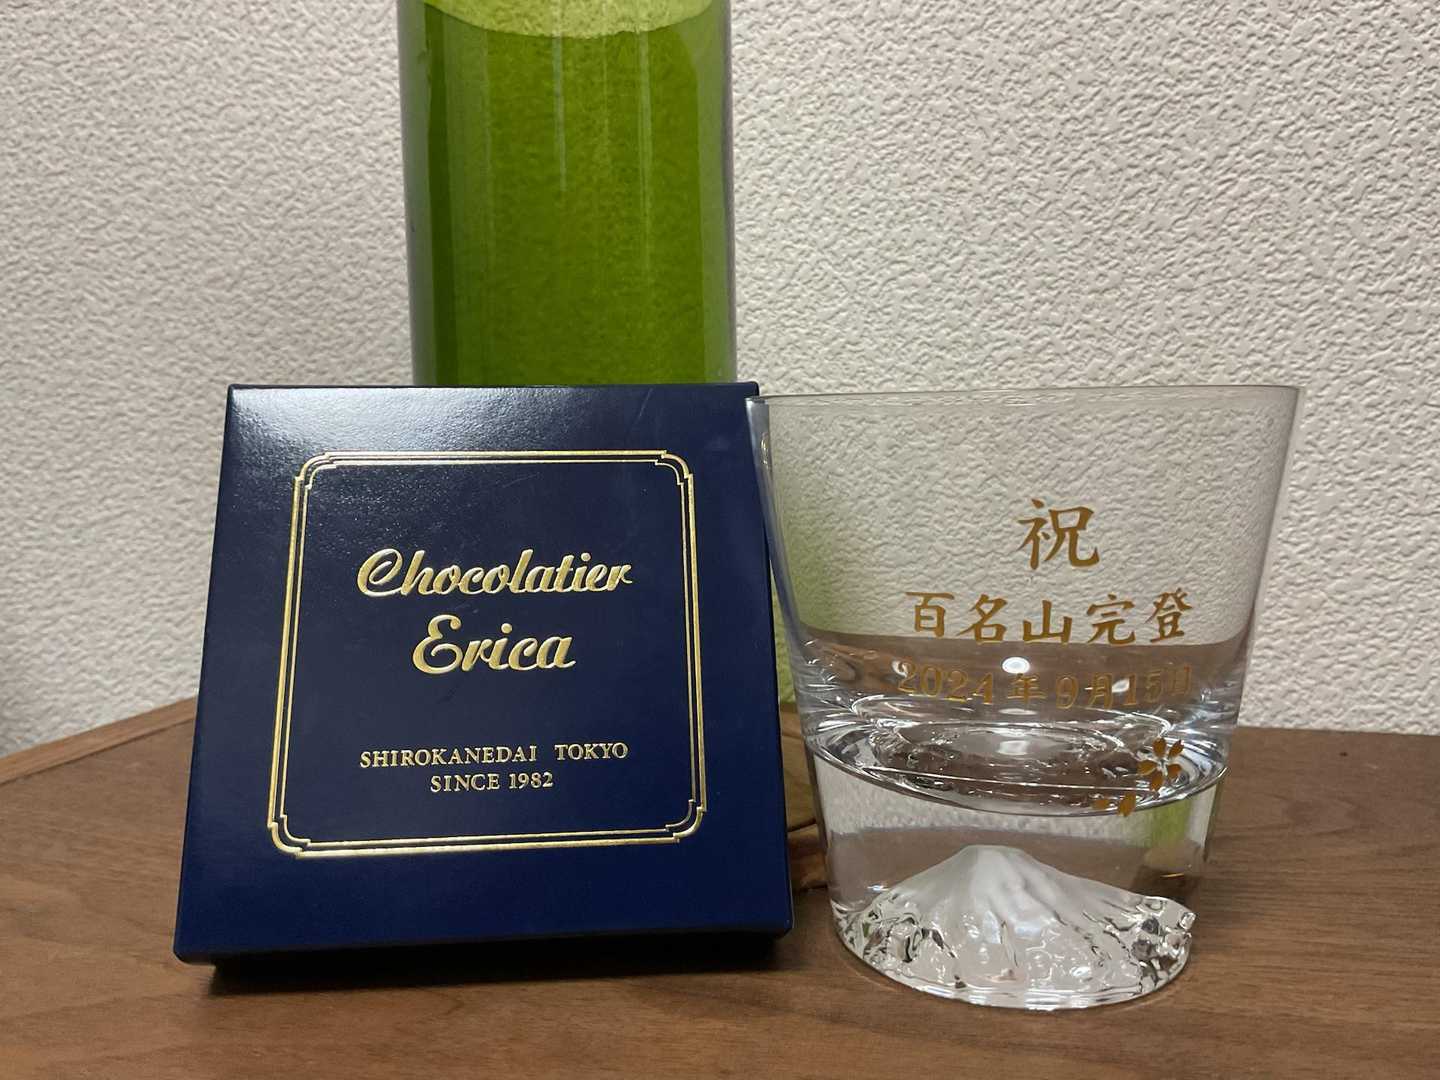 Chocolatier
Erica
SHIROKANEDAI TOKYO
SINCE 1982
祝
百名山完登
2024年9月15日